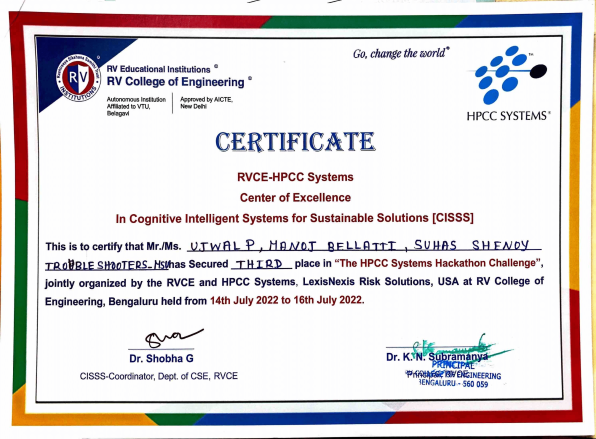 Go, change the world®
RV Educational Institutions ®
RV College of Engineering ®
RV
INSTITUTIONS
Autonomous Institution
Affiliated to VTU,
Belagavi
Approved by AICTE,
New Delhi
HPCC SYSTEMS®
CERTIFICATE
RVCE-HPCC Systems
Center of Excellence
In Cognitive Intelligent Systems for Sustainable Solutions [CISSS]
This is to certify that Mr./Ms. UJWAL P, MANOJ BELLATTI, SUHAS SHENOY
TROUBLESHOOTERS_MSU has Secured THIRD place in “The HPCC Systems Hackathon Challenge”,
jointly organized by the RVCE and HPCC Systems, LexisNexis Risk Solutions, USA at RV College of
Engineering, Bengaluru held from 14th July 2022 to 16th July 2022.
Dr. Shobha G
CISSS-Coordinator, Dept. of CSE, RVCE
Dr. K. N. Subramanya
PRINCIPAL
Principal, RVCE
ENGINEERING
BENGALURU - 560 059